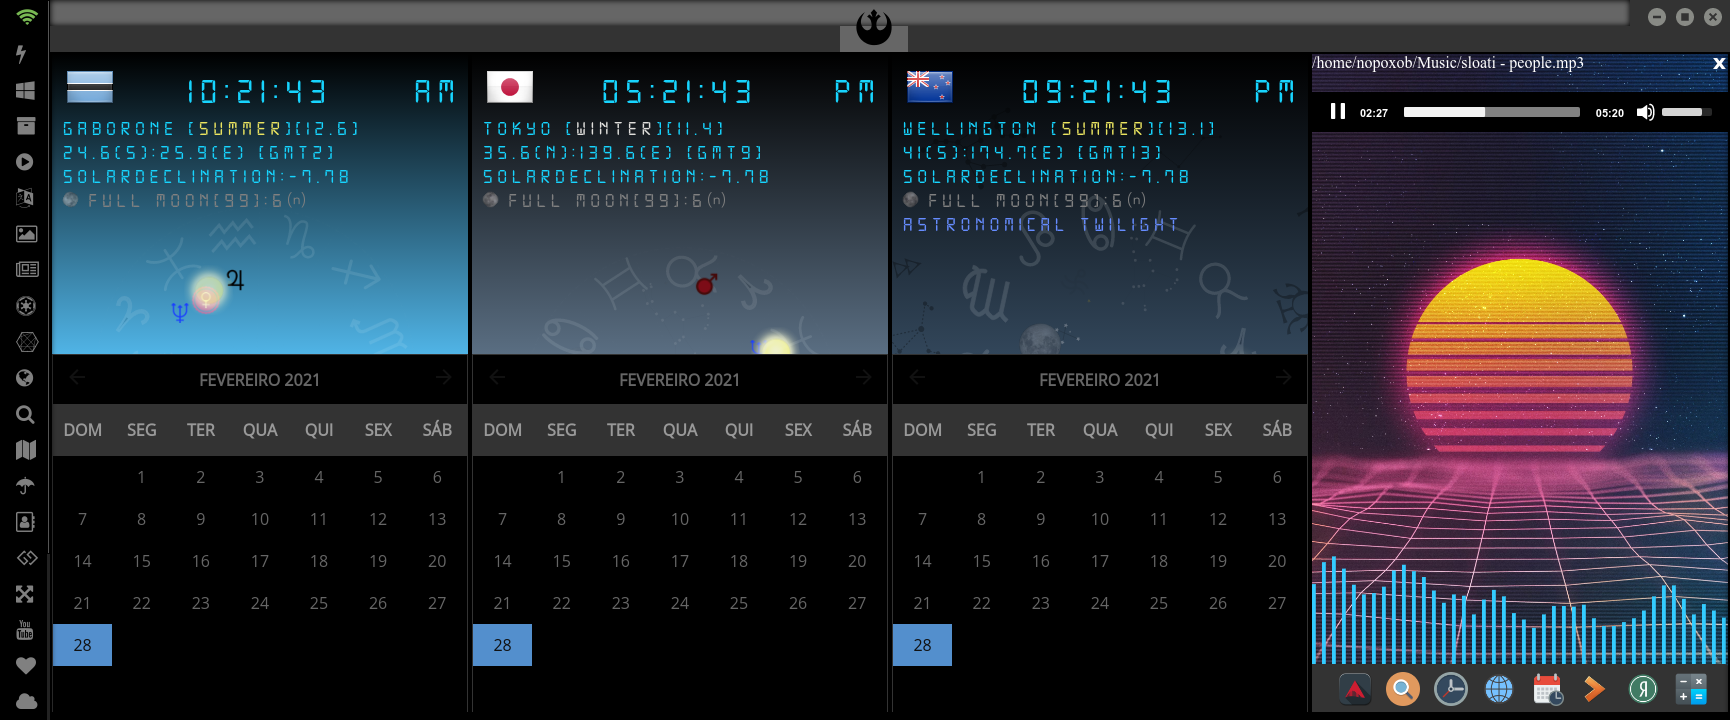 10:21:43 AM
GABORONE [SUMMER][12.6]
24.6(S):25.9(E) [GMT2]
SOLARDECLINATION:-7.78
FULL MOON[99]:6(n)
FEVEREIRO 2021
DOM SEG TER QUA QUI SEX SÁB
1 2 3 4 5 6
7 8 9 10 11 12 13
14 15 16 17 18 19 20
21 22 23 24 25 26 27
28
05:21:43 PM
TOKYO [WINTER][11.4]
35.6(N):139.6(E) [GMT9]
SOLARDECLINATION:-7.78
FULL MOON[99]:6(n)
FEVEREIRO 2021
DOM SEG TER QUA QUI SEX SÁB
1 2 3 4 5 6
7 8 9 10 11 12 13
14 15 16 17 18 19 20
21 22 23 24 25 26 27
28
09:21:43 PM
WELLINGTON [SUMMER][13.1]
41(S):174.7(E) [GMT13]
SOLARDECLINATION:-7.78
FULL MOON[99]:6(n)
ASTRONOMICAL TWILIGHT
FEVEREIRO 2021
DOM SEG TER QUA QUI SEX SÁB
1 2 3 4 5 6
7 8 9 10 11 12 13
14 15 16 17 18 19 20
21 22 23 24 25 26 27
28
/home/nopoxob/Music/sloati - people.mp3 x
02:27 05:20
You
Tube
Я